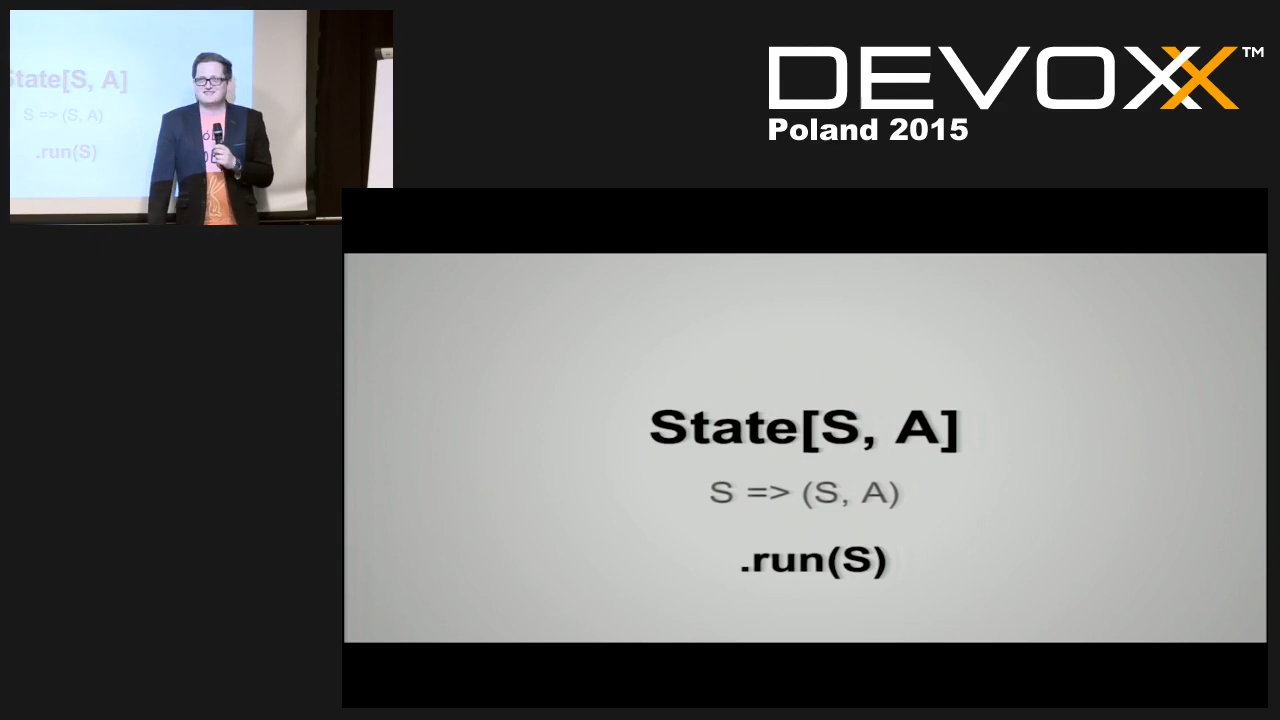 DEVOXX™
Poland 2015
State[S, A]
S => (S, A)
.run(S)
State[S, A]
S => (S, A)
.run(S)